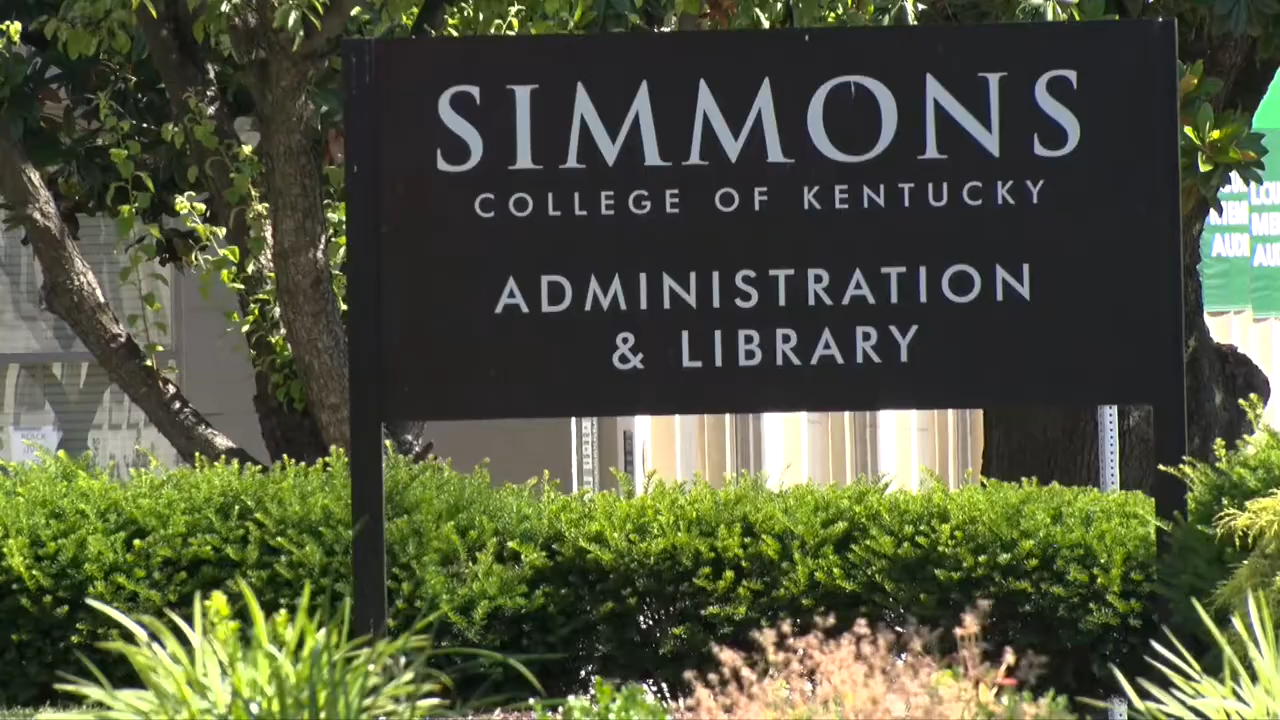 SIMMONS
COLLEGE OF KENTUCKY
ADMINISTRATION
& LIBRARY